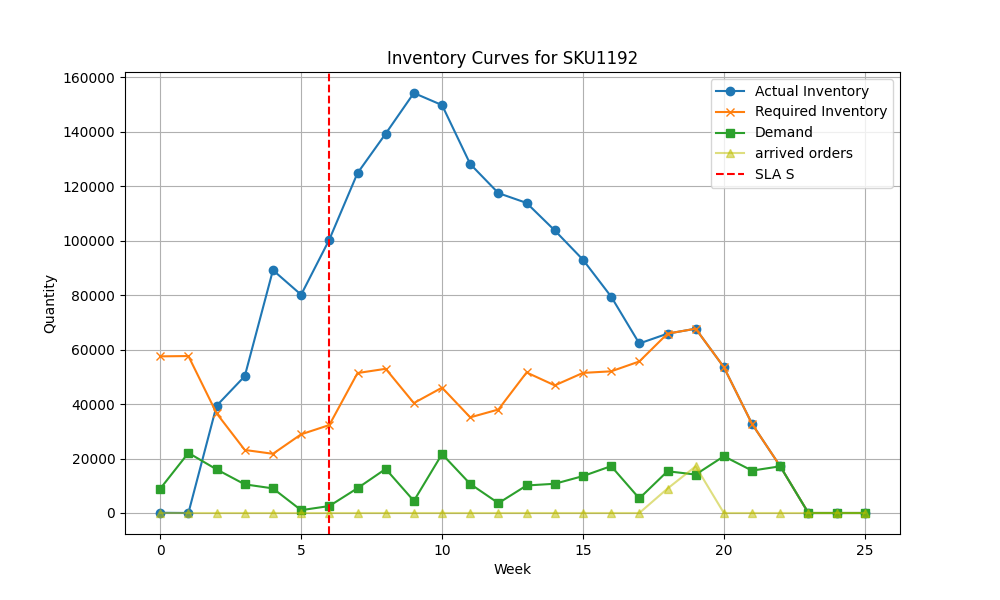 Inventory Curves for SKU1192
160000
140000
120000
100000
80000
60000
40000
20000
0
Quantity
Actual Inventory
Required Inventory
Demand
arrived orders
SLA S
0 5 10 15 20 25
Week